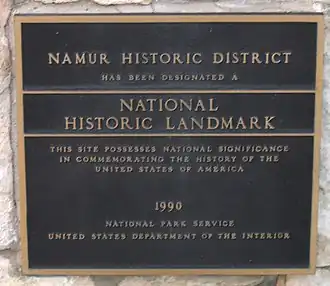 NAMUR HISTORIC DISTRICT
HAS BEEN DESIGNATED A
NATIONAL
HISTORIC LANDMARK
THIS SITE POSSESSES NATIONAL SIGNIFICANCE
IN COMMEMORATING THE HISTORY OF THE
UNITED STATES OF AMERICA
1990
NATIONAL PARK SERVICE
UNITED STATES DEPARTMENT OF THE INTERIOR